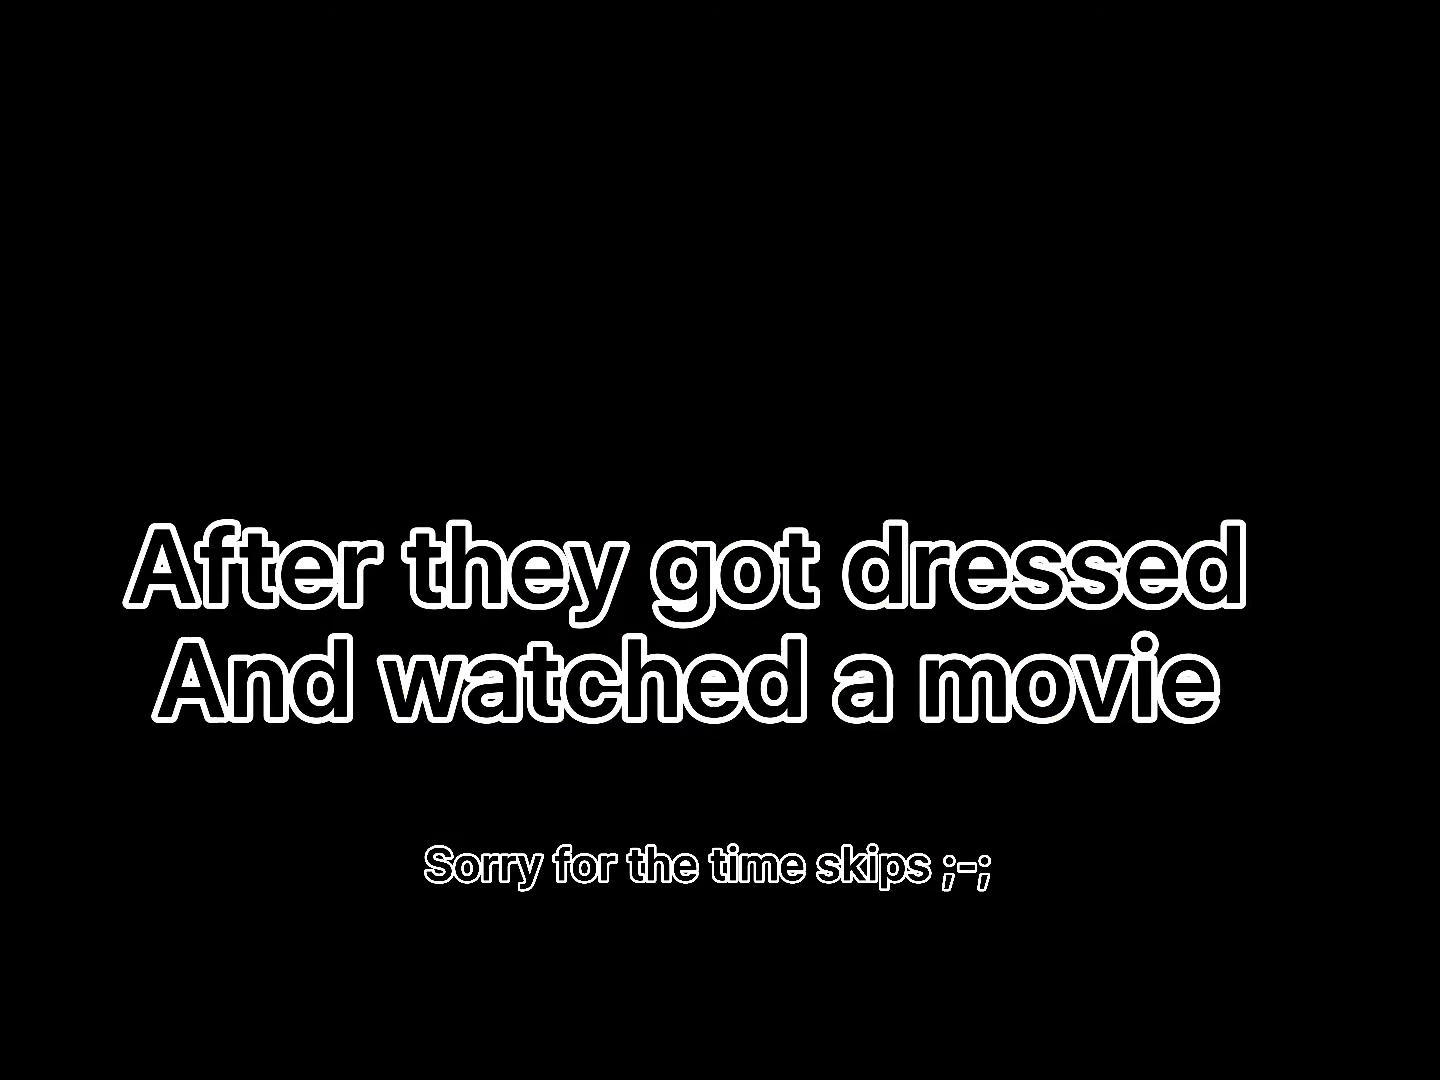 After they got dressed
And watched a movie
Sorry for the time skips ;-;